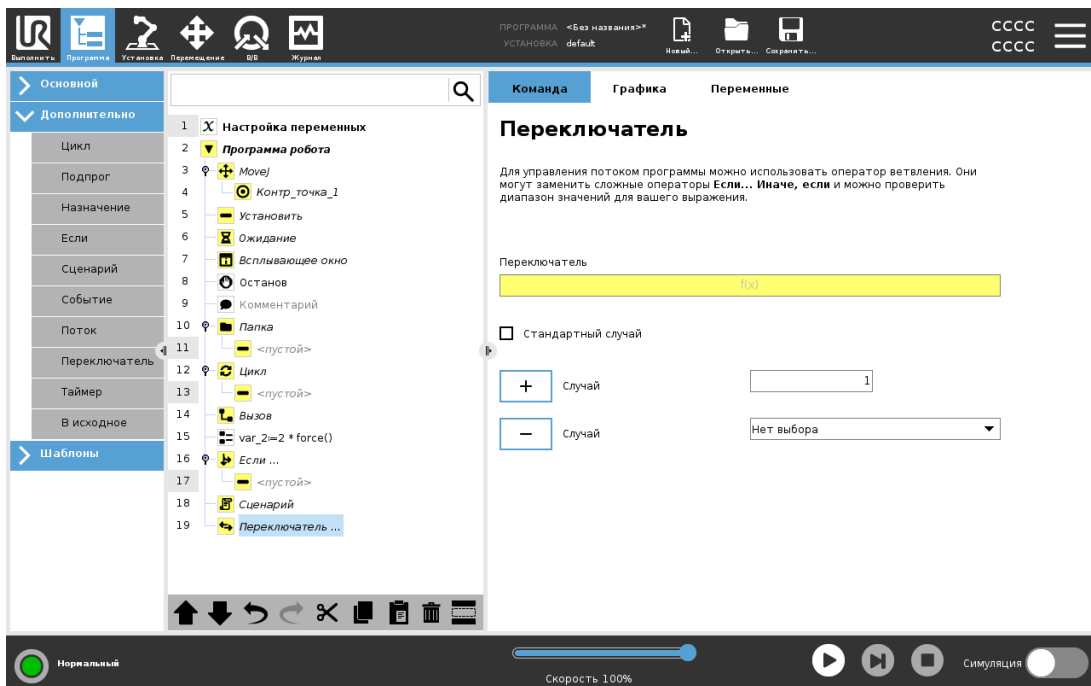 UR
Выполнить
Программа
Установка
Перемещение
В/В
Журнал
ПРОГРАММА <Без названия>*
УСТАНОВКА default
Новый...
Открыть...
Сохранить...
CCCC
CCCC
Основной
Дополнительно
Цикл
Подпрог
Назначение
Если
Сценарий
Событие
Поток
Переключатель
Таймер
В исходное
Шаблоны
1 X Настройка переменных
2 Программа робота
3 MoveJ
4 Контр_точка_1
5 Установить
6 Ожидание
7 Всплывающее окно
8 Останов
9 Комментарий
10 Папка
11 <пустой>
12 Цикл
13 <пустой>
14 Вызов
15 var_2≔2 * force()
16 Если ...
17 <пустой>
18 Сценарий
19 Переключатель ...
Команда
Графика
Переменные
Переключатель
Для управления потоком программы можно использовать оператор ветвления. Они
могут заменить сложные операторы Если... Иначе, если и можно проверить
диапазон значений для вашего выражения.
Переключатель
f(x)
Стандартный случай
+ Случай 1
− Случай Нет выбора
Нормальный
Скорость 100%
Симуляция